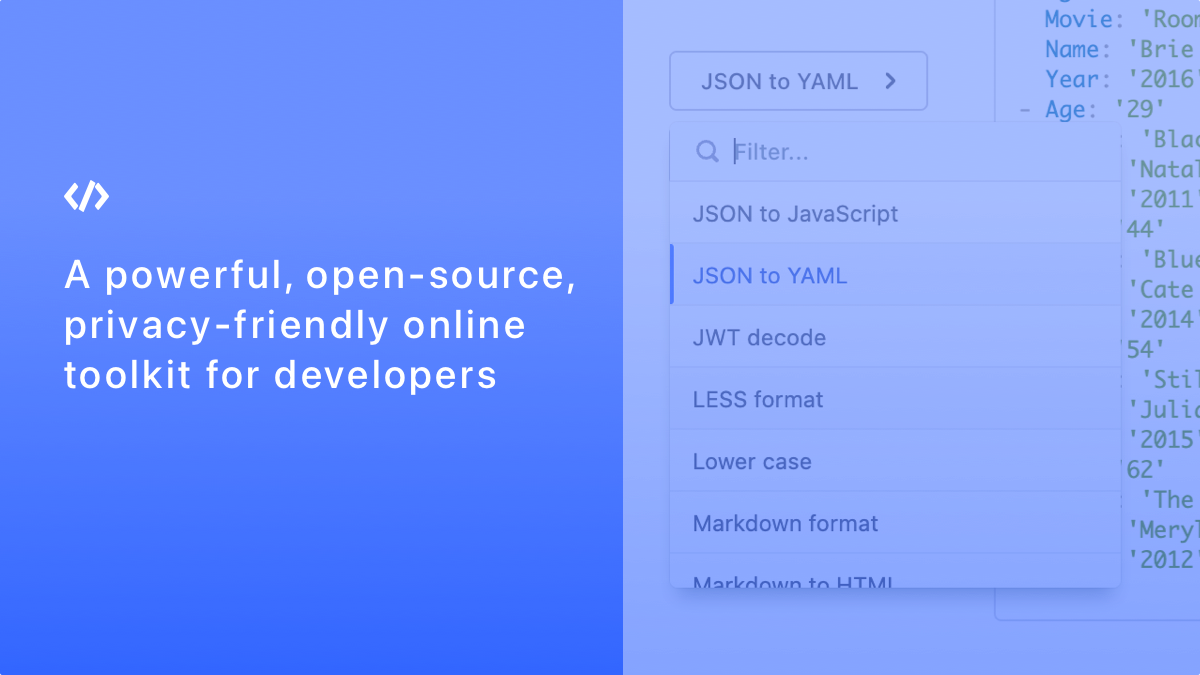 A powerful, open-source,
privacy-friendly online
toolkit for developers
JSON to YAML
Filter...
JSON to JavaScript
JSON to YAML
JWT decode
LESS format
Lower case
Markdown format
Markdown to HTML
Movie: 'Roo
Name: 'Brie
Year: '2016'
- Age: '29'
'Blac
'Natal
'2011'
44'
'Blue
'Cate
'2014'
54'
'Stil
'Julia
'2015'
62'
'The
'Meryl
'2012'